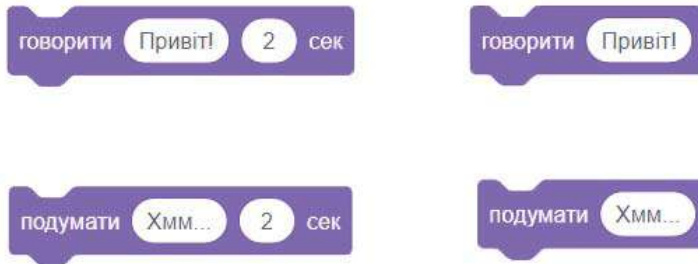 говорити Привіт! 2 сек
говорити Привіт!
подумати Хмм... 2 сек
подумати Хмм...